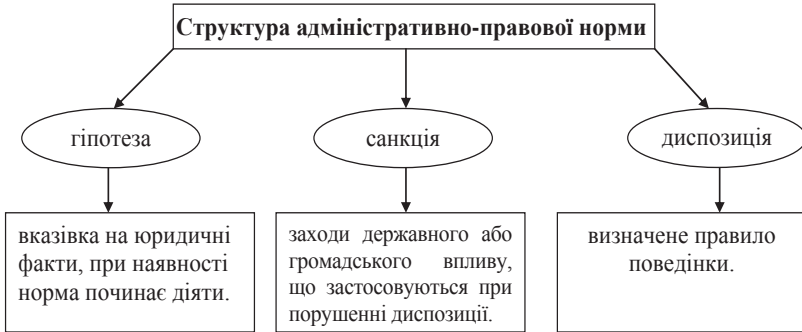 Структура адміністративно-правової норми
гіпотеза
санкція
диспозиція
вказівка на юридичні
факти, при наявності
норма починає діяти.
заходи державного або
громадського впливу,
що застосовуються при
порушенні диспозиції.
визначене правило
поведінки.